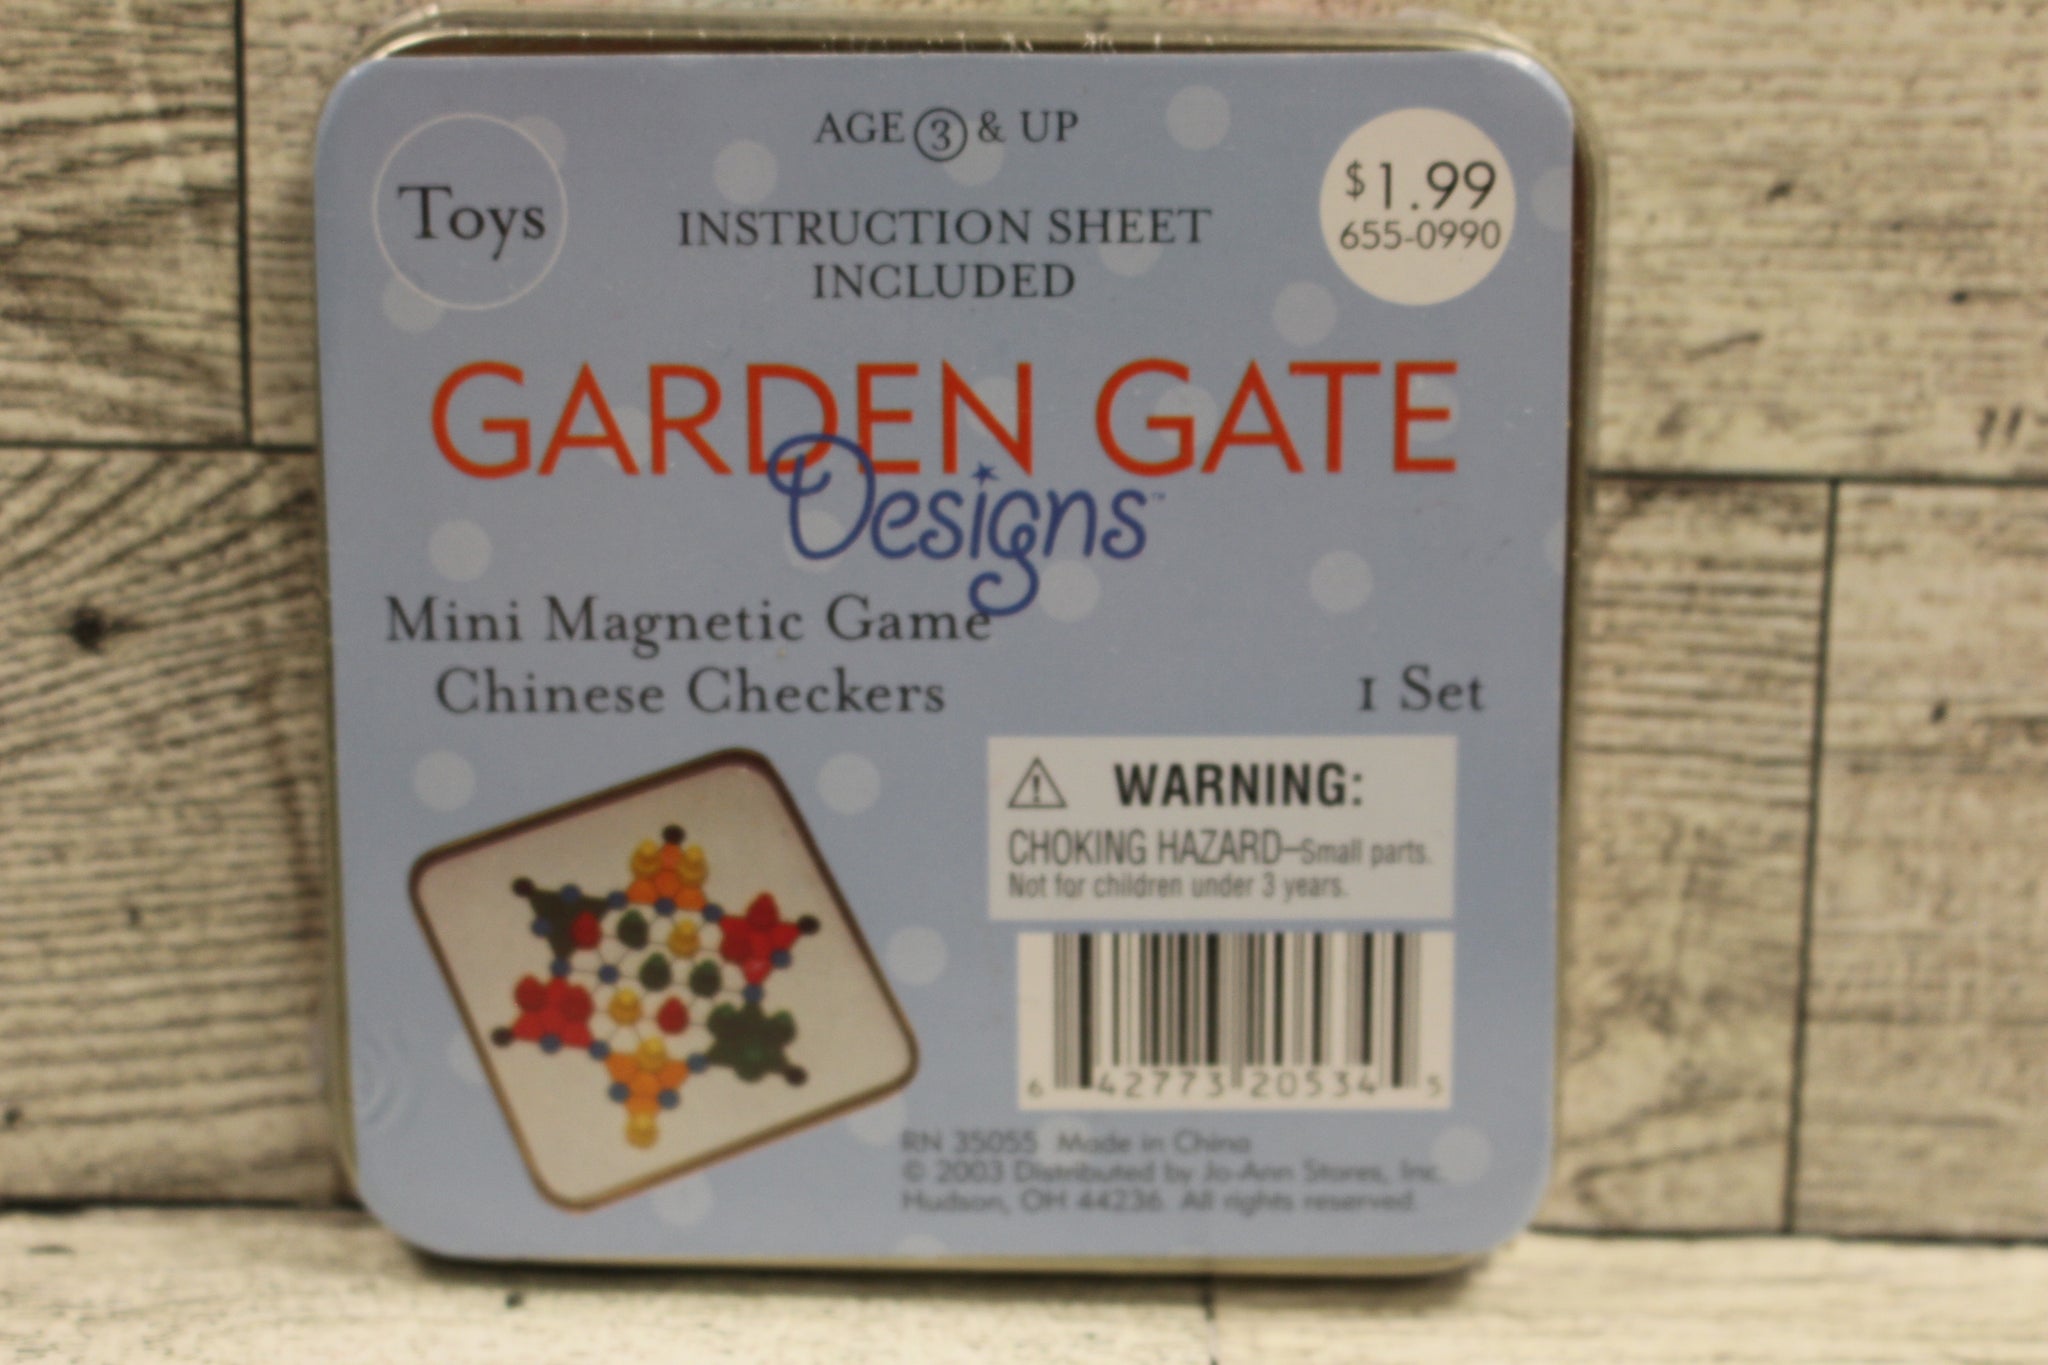 Toys
AGE 3 & UP
INSTRUCTION SHEET
INCLUDED
$1.99
655-0990
GARDEN GATE
Designs™
Mini Magnetic Game
Chinese Checkers
1 Set
WARNING:
CHOKING HAZARD–Small parts.
Not for children under 3 years.
6 42773 20534 5
RN 35055 Made in China
© 2003 Distributed by Jo-Ann Stores, Inc.
Hudson, OH 44236. All rights reserved.